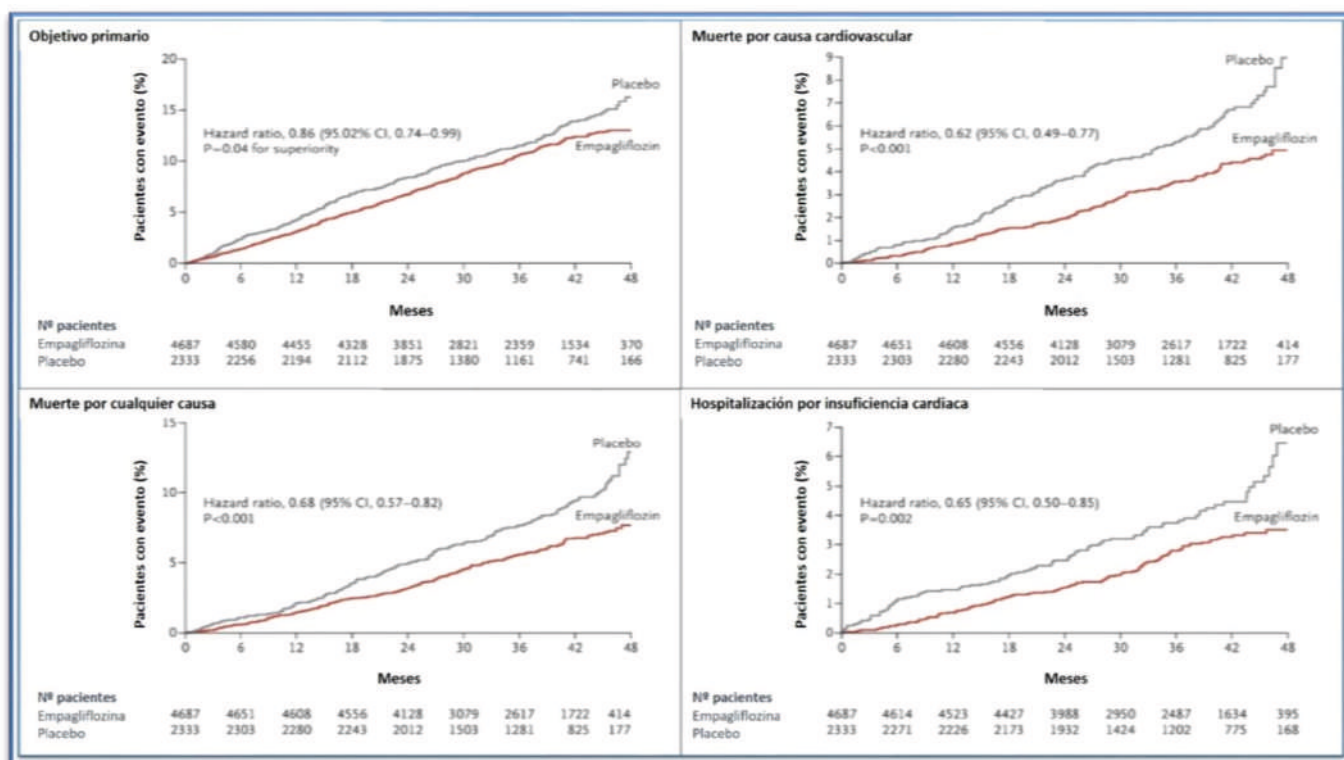 Objetivo primario
Pacientes con evento (%)
20
15
10
5
0
Placebo
Hazard ratio, 0.86 (95.02% CI, 0.74–0.99)
P=0.04 for superiority
Empagliflozin
0 6 12 18 24 30 36 42 48
Meses
Nº pacientes
Empagliflozina 4687 4580 4455 4328 3851 2821 2359 1534 370
Placebo 2333 2256 2194 2112 1875 1380 1161 741 166
Muerte por causa cardiovascular
Pacientes con evento (%)
9
8
7
6
5
4
3
2
1
0
Placebo
Hazard ratio, 0.62 (95% CI, 0.49–0.77)
P<0.001
Empagliflozin
0 6 12 18 24 30 36 42 48
Meses
Nº pacientes
Empagliflozina 4687 4651 4608 4556 4128 3079 2617 1722 414
Placebo 2333 2303 2280 2243 2012 1503 1281 825 177
Muerte por cualquier causa
Pacientes con evento (%)
15
10
5
0
Placebo
Hazard ratio, 0.68 (95% CI, 0.57–0.82)
P<0.001
Empagliflozin
0 6 12 18 24 30 36 42 48
Meses
Nº pacientes
Empagliflozina 4687 4651 4608 4556 4128 3079 2617 1722 414
Placebo 2333 2303 2280 2243 2012 1503 1281 825 177
Hospitalización por insuficiencia cardiaca
Pacientes con evento (%)
7
6
5
4
3
2
1
0
Placebo
Hazard ratio, 0.65 (95% CI, 0.50–0.85)
P=0.002
Empagliflozin
0 6 12 18 24 30 36 42 48
Meses
Nº pacientes
Empagliflozina 4687 4614 4523 4427 3988 2950 2487 1634 395
Placebo 2333 2271 2226 2173 1932 1424 1202 775 168